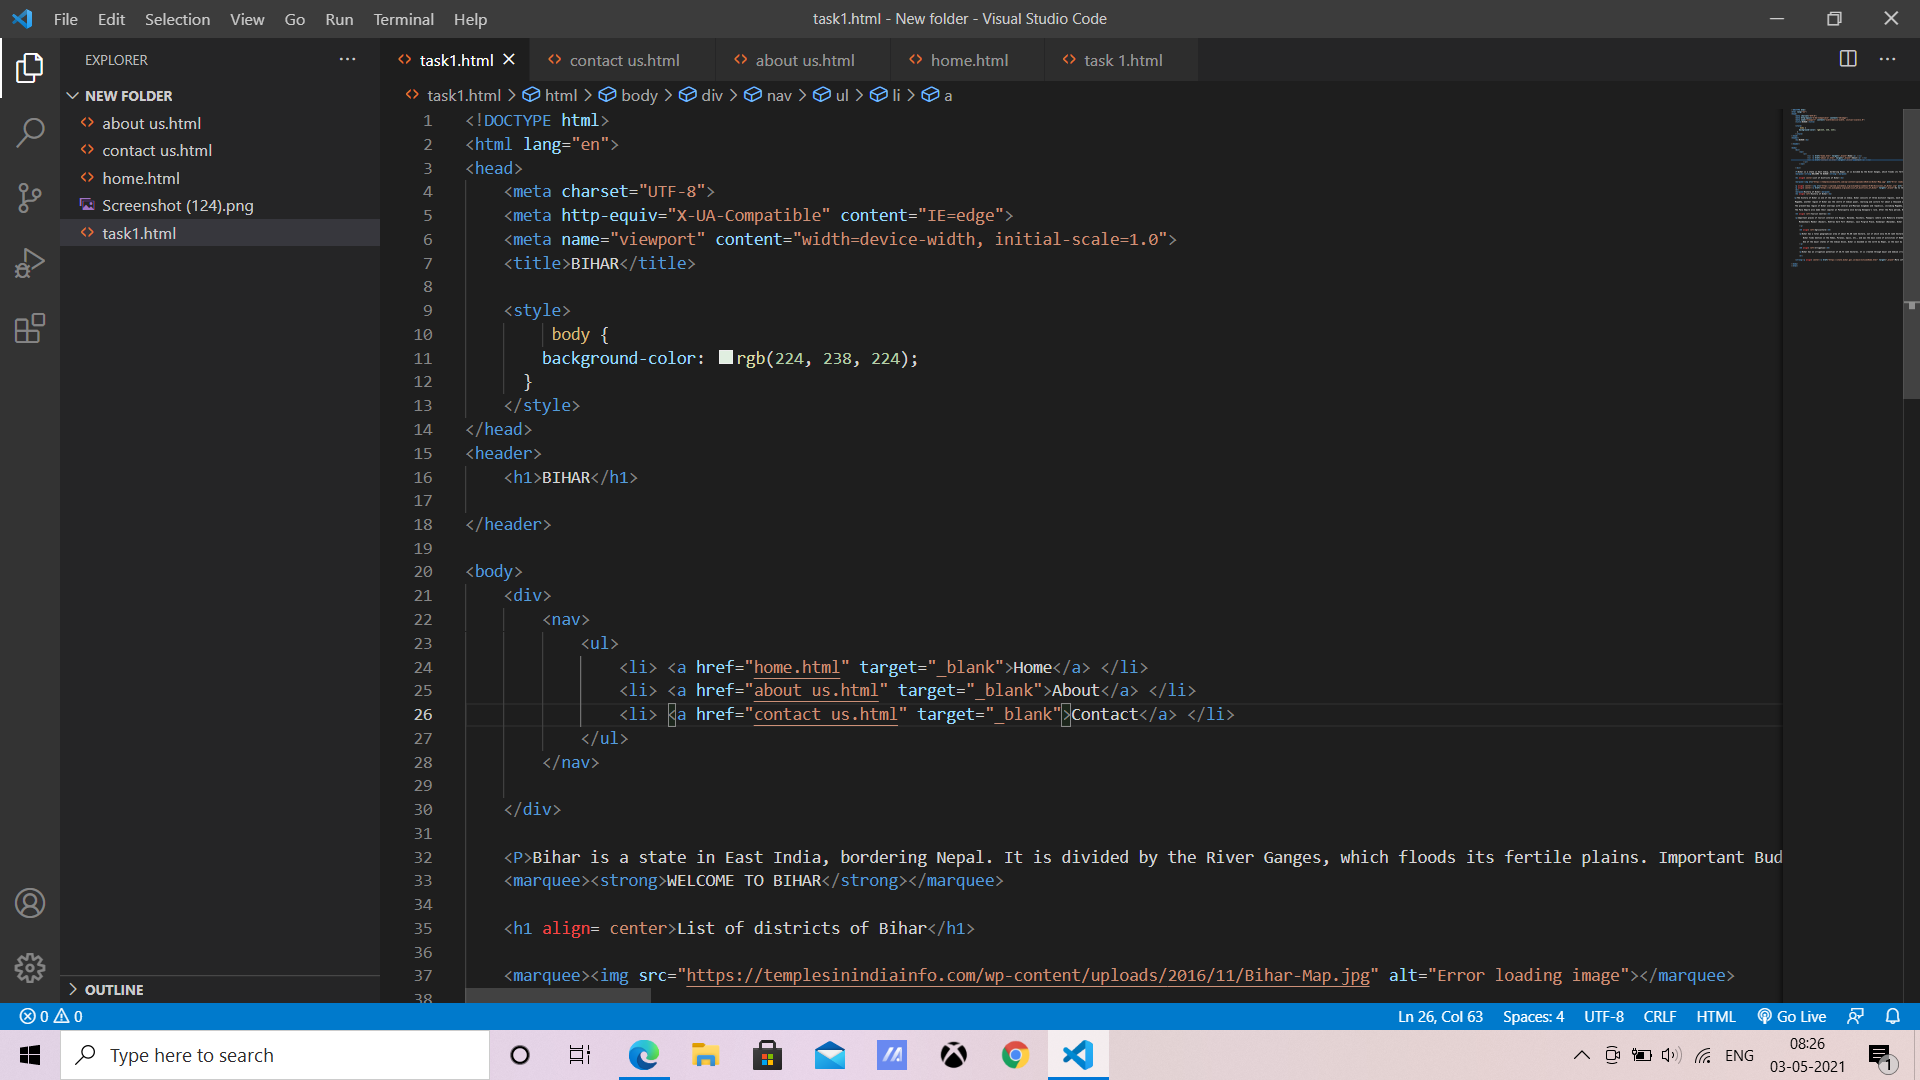 File Edit Selection View Go Run Terminal Help
task1.html - New folder - Visual Studio Code
EXPLORER
task1.html
contact us.html
about us.html
home.html
task 1.html
NEW FOLDER
about us.html
contact us.html
home.html
Screenshot (124).png
task1.html
OUTLINE
task1.html > html > body > div > nav > ul > li > a
1 <!DOCTYPE html>
2 <html lang="en">
3 <head>
4 <meta charset="UTF-8">
5 <meta http-equiv="X-UA-Compatible" content="IE=edge">
6 <meta name="viewport" content="width=device-width, initial-scale=1.0">
7 <title>BIHAR</title>
8
9 <style>
10 body {
11 background-color: rgb(224, 238, 224);
12 }
13 </style>
14 </head>
15 <header>
16 <h1>BIHAR</h1>
17
18 </header>
19
20 <body>
21 <div>
22 <nav>
23 <ul>
24 <li> <a href="home.html" target="_blank">Home</a> </li>
25 <li> <a href="about us.html" target="_blank">About</a> </li>
26 <li> <a href="contact us.html" target="_blank">Contact</a> </li>
27 </ul>
28 </nav>
29
30 </div>
31
32 <P>Bihar is a state in East India, bordering Nepal. It is divided by the River Ganges, which floods its fertile plains. Important Bud
33 <marquee><strong>WELCOME TO BIHAR</strong></marquee>
34
35 <h1 align= center>List of districts of Bihar</h1>
36
37 <marquee><img src="https://templesinindiainfo.com/wp-content/uploads/2016/11/Bihar-Map.jpg" alt="Error loading image"></marquee>
38
0 0
Ln 26, Col 63 Spaces: 4 UTF-8 CRLF HTML Go Live
Type here to search
ENG
08:26
03-05-2021
1